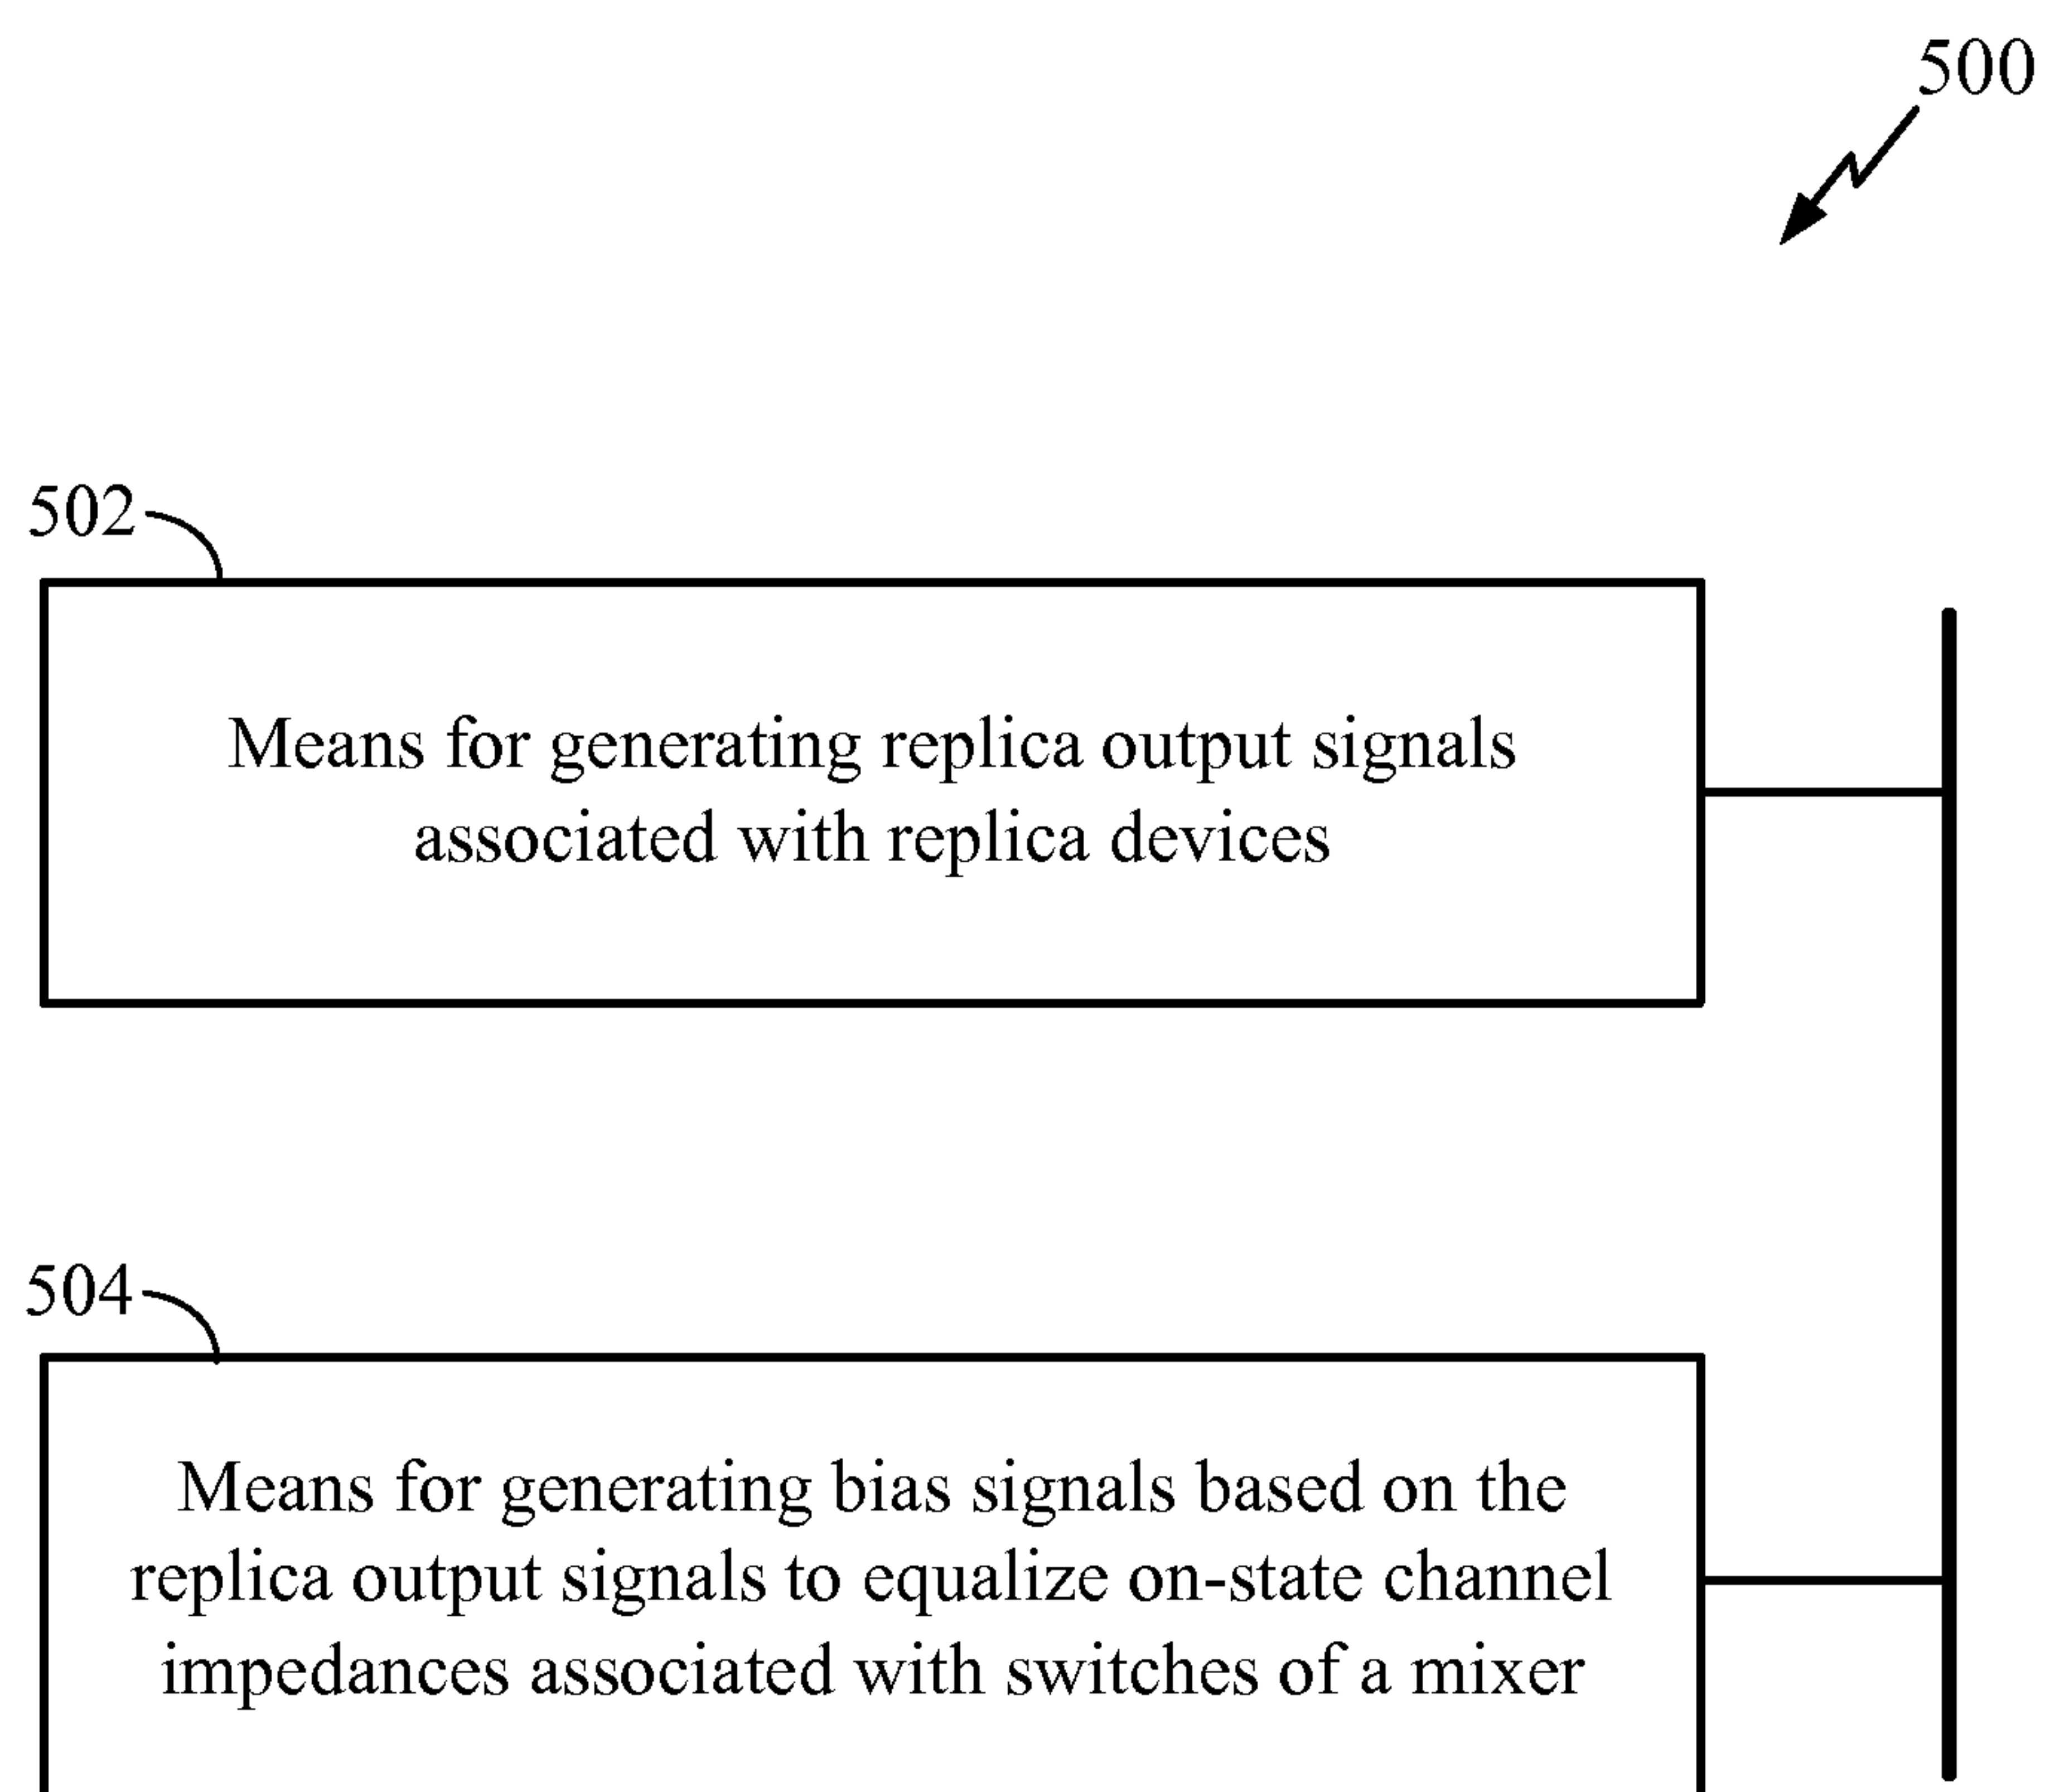 500
502
Means for generating replica output signals
associated with replica devices
504
Means for generating bias signals based on the
replica output signals to equalize on-state channel
impedances associated with switches of a mixer